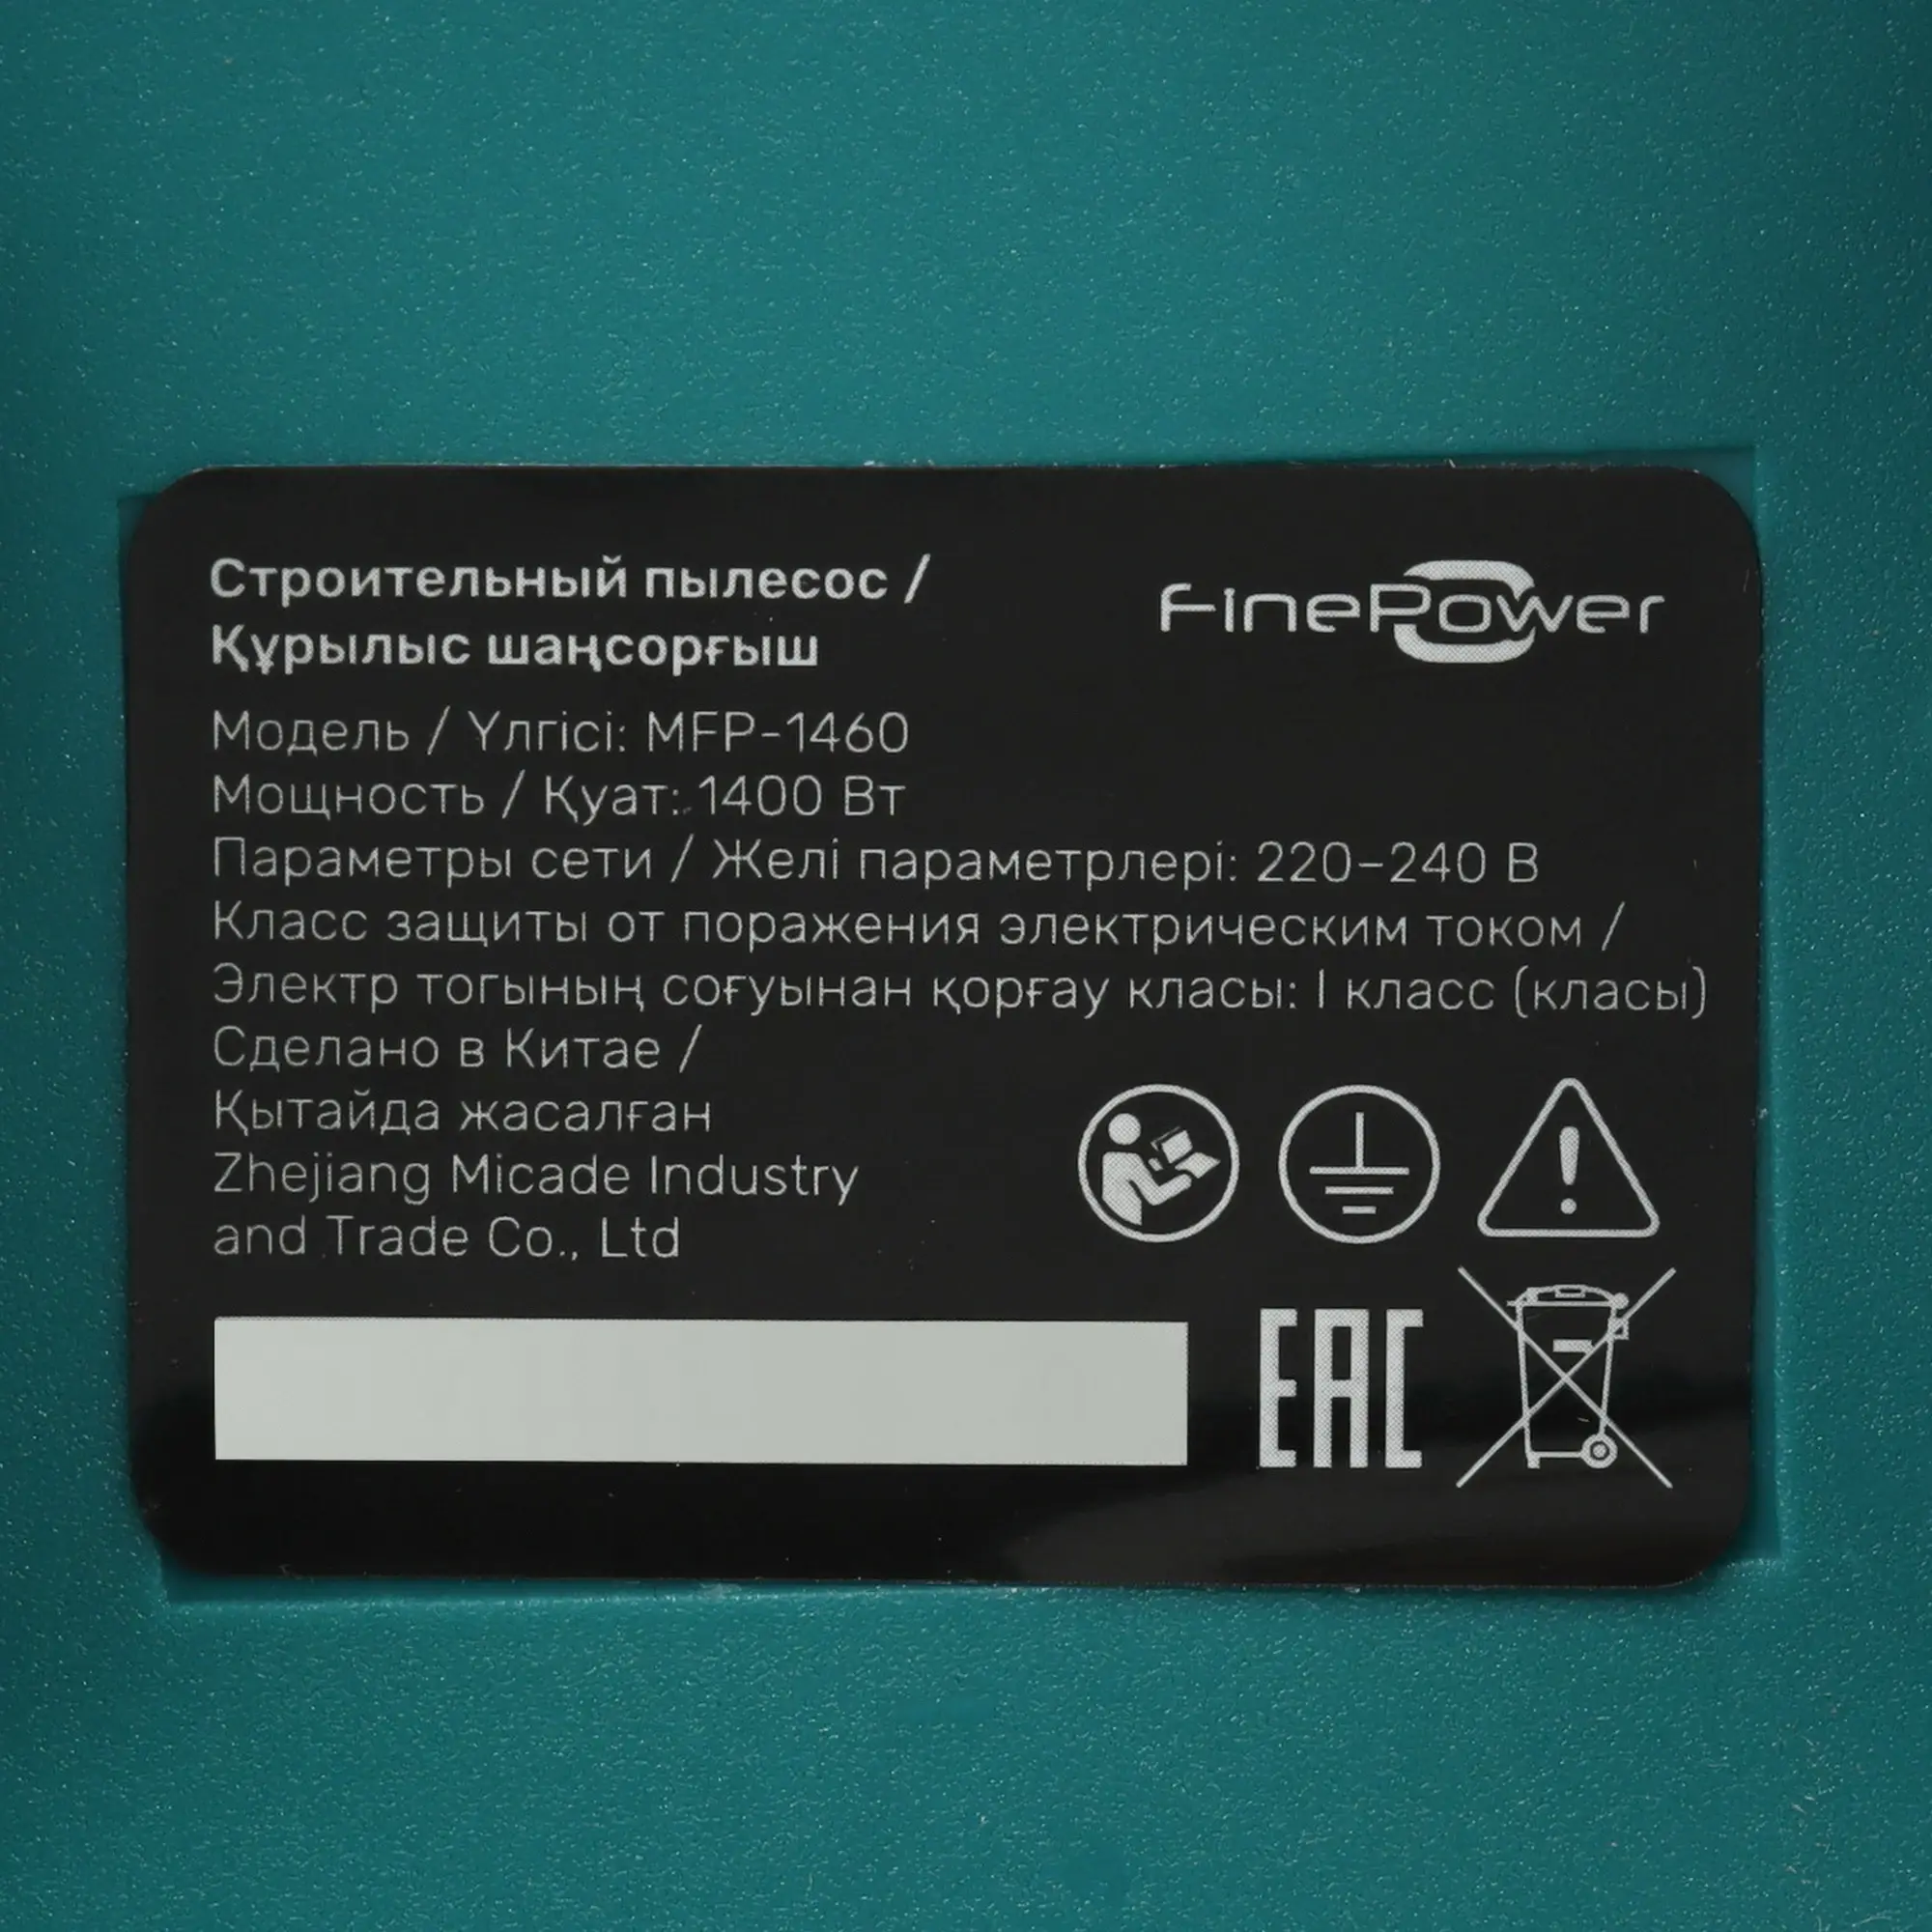 Строительный пылесос /
Құрылыс шаңсорғыш
FinePower
Модель / Үлгісі: MFP-1460
Мощность / Қуат: 1400 Вт
Параметры сети / Желі параметрлері: 220-240 В
Класс защиты от поражения электрическим током /
Электр тогының соғуынан қорғау класы: I класс (класы)
Сделано в Китае /
Қытайда жасалған
Zhejiang Micade Industry
and Trade Co., Ltd
EAC